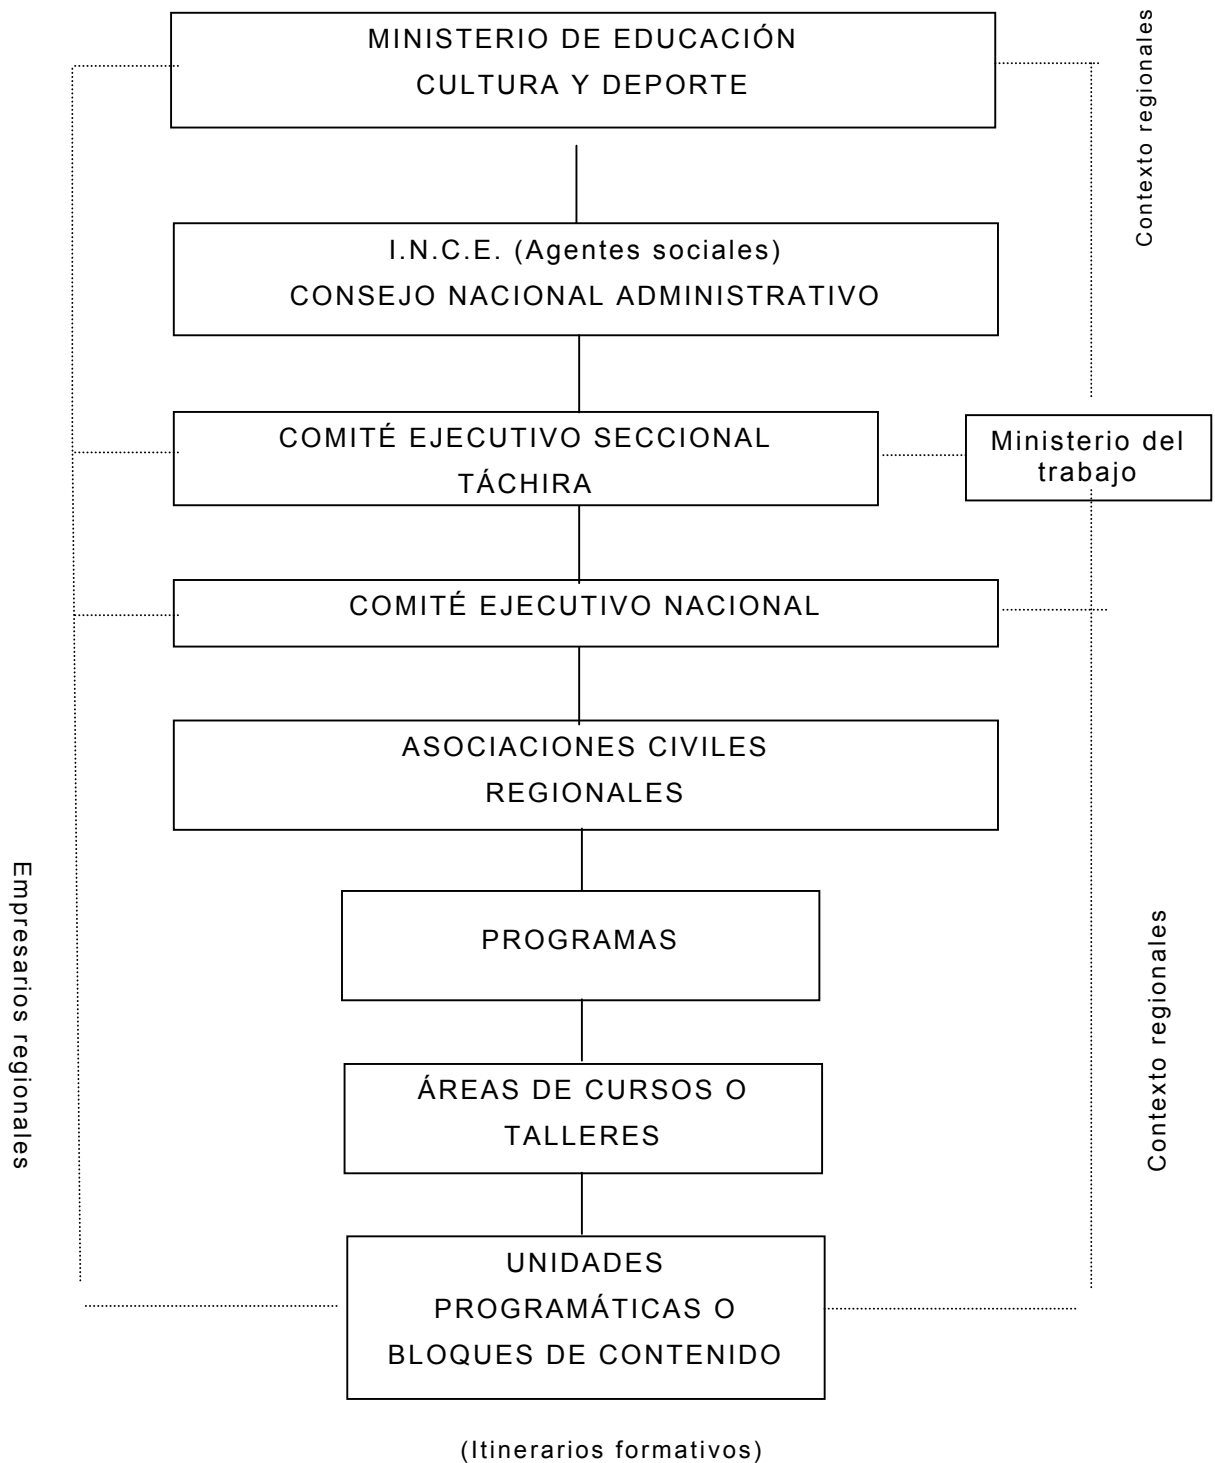 MINISTERIO DE EDUCACIÓN
CULTURA Y DEPORTE
Contexto regionales
I.N.C.E. (Agentes sociales)
CONSEJO NACIONAL ADMINISTRATIVO
COMITÉ EJECUTIVO SECCIONAL
TÁCHIRA
Ministerio del
trabajo
COMITÉ EJECUTIVO NACIONAL
ASOCIACIONES CIVILES
REGIONALES
Empresarios regionales
PROGRAMAS
Contexto regionales
ÁREAS DE CURSOS O
TALLERES
UNIDADES
PROGRAMÁTICAS O
BLOQUES DE CONTENIDO
(Itinerarios formativos)